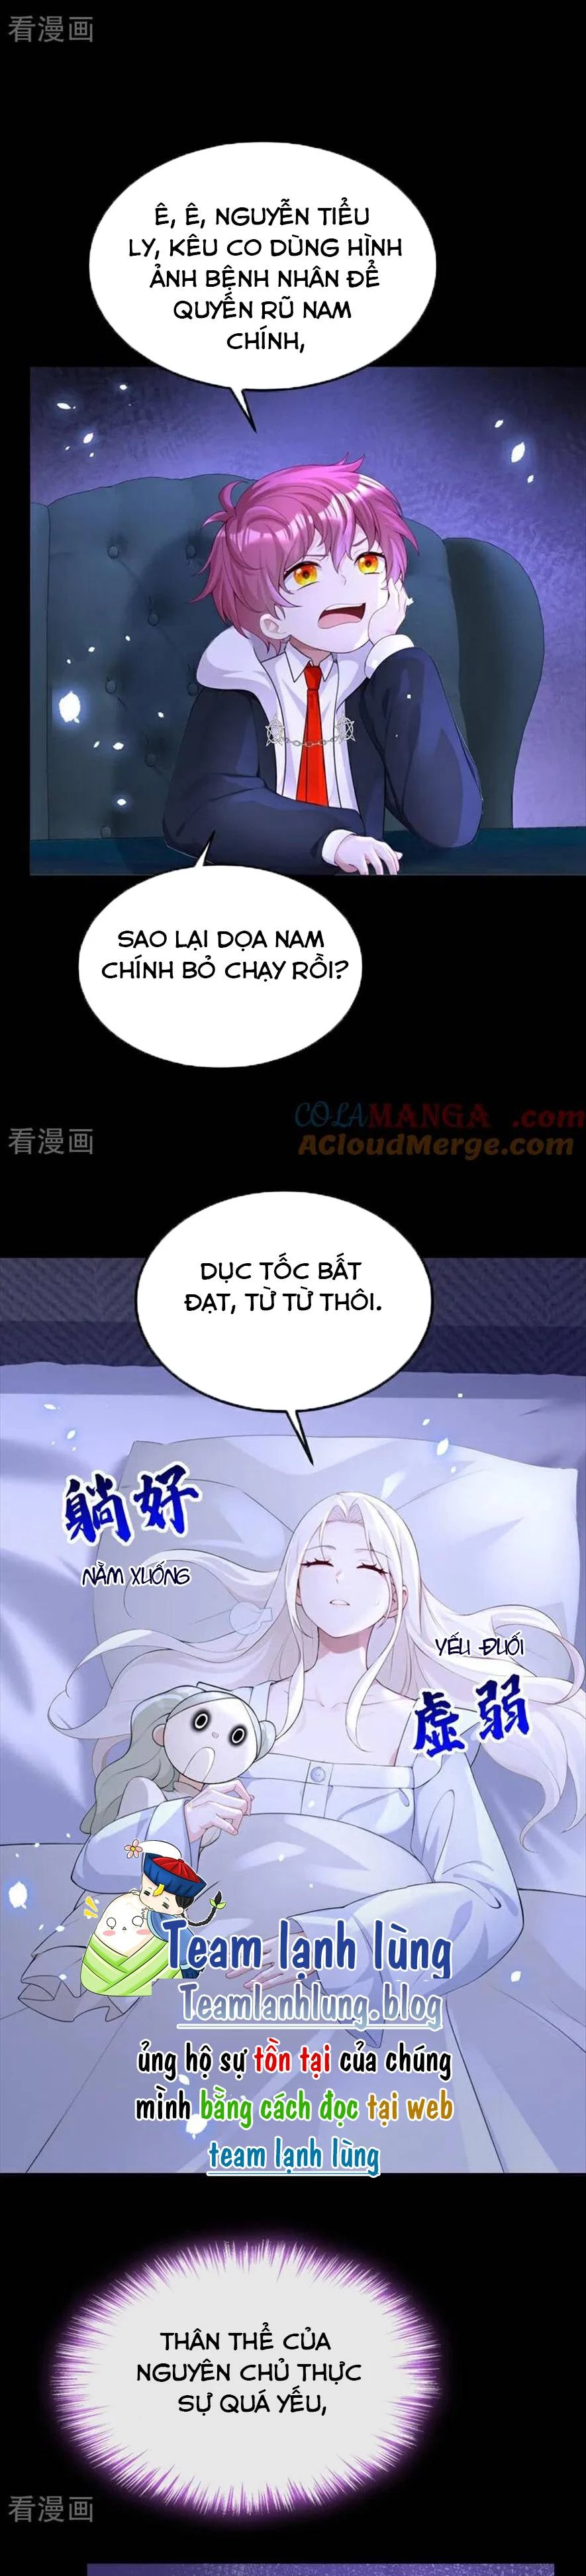 看漫画
Ê, Ê, NGUYỄN TIỂU
LY, KÊU CO DÙNG HÌNH
ẢNH BỆNH NHÂN ĐỂ
QUYẾN RŨ NAM
CHÍNH,
SAO LẠI DỌA NAM
CHÍNH BỎ CHẠY RỒI?
COLAMANGA.com
看漫画
ACloudMerge.com
DỤC TỐC BẤT
ĐẠT, TỪ TỪ THÔI.
躺好
NẰM XUỐNG
YẾU ĐUỐI
虚弱
Team lạnh lùng
Teamlanhlung.blog
ủng hộ sự tồn tại của chúng
mình bằng cách đọc tại web
team lạnh lùng
THÂN THỂ CỦA
NGUYÊN CHỦ THỰC
SỰ QUÁ YẾU,
看漫画